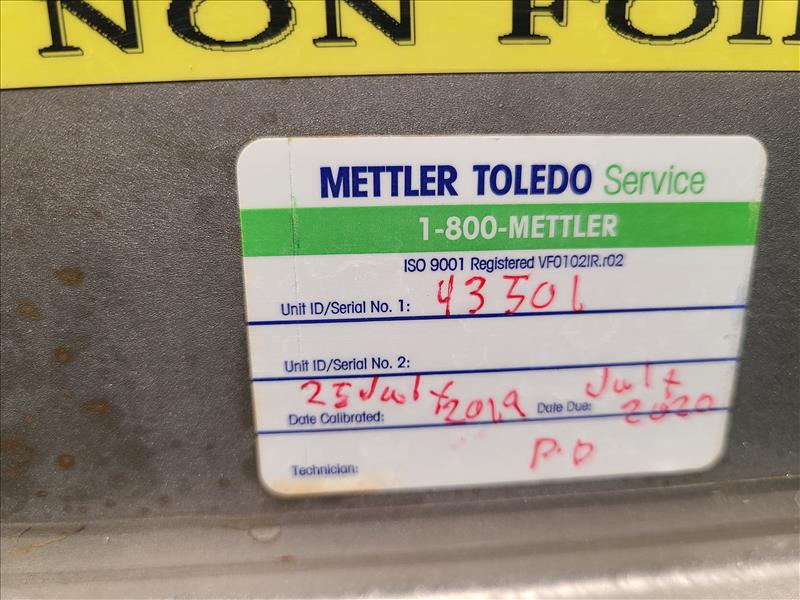 NON FOI
METTLER TOLEDO Service
1-800-METTLER
ISO 9001 Registered VF0102IR.r02
Unit ID/Serial No. 1: 43501
Unit ID/Serial No. 2:
Date Calibrated: 25 July 2019 Date Due: July 2020
Technician: P.D